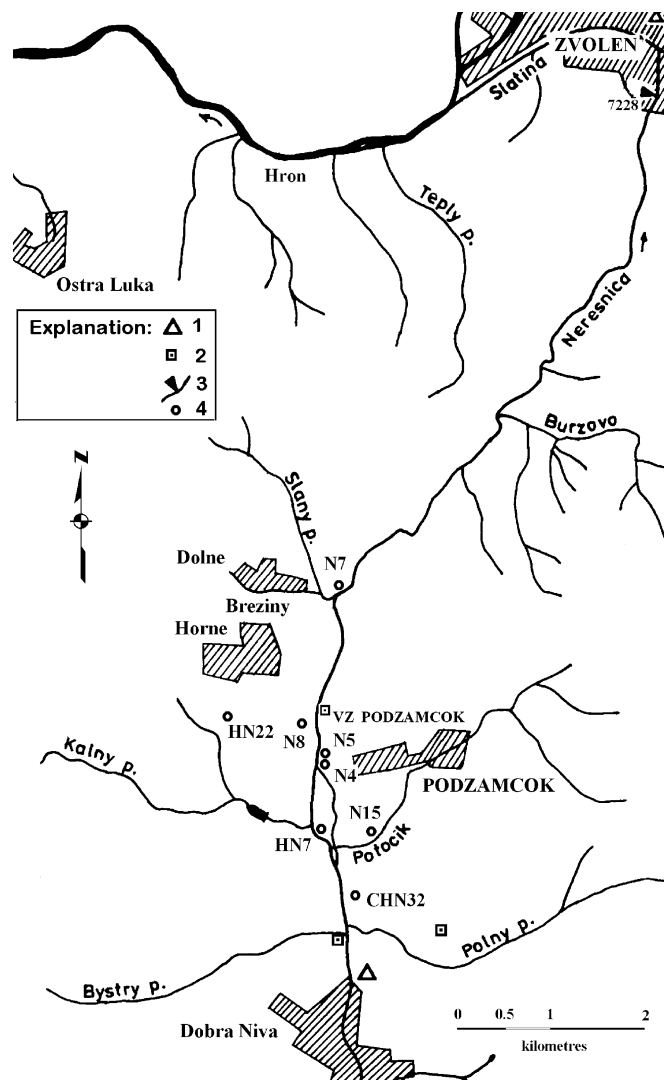 1
ZVOLEN
Slatina
7228
Hron
Teply p.
Ostra Luka
Neresnica
Explanation: 1
2
3
4
Burzovo
Z
Slany p.
Dolne
N7
Breziny
Horne
VZ PODZAMCOK
HN22
N8
N5
Kalny p.
N4
PODZAMCOK
N15
HN7
Potocik
CHN32
Polny p.
Bystry p.
Dobra Niva
0 0.5 1 2
kilometres